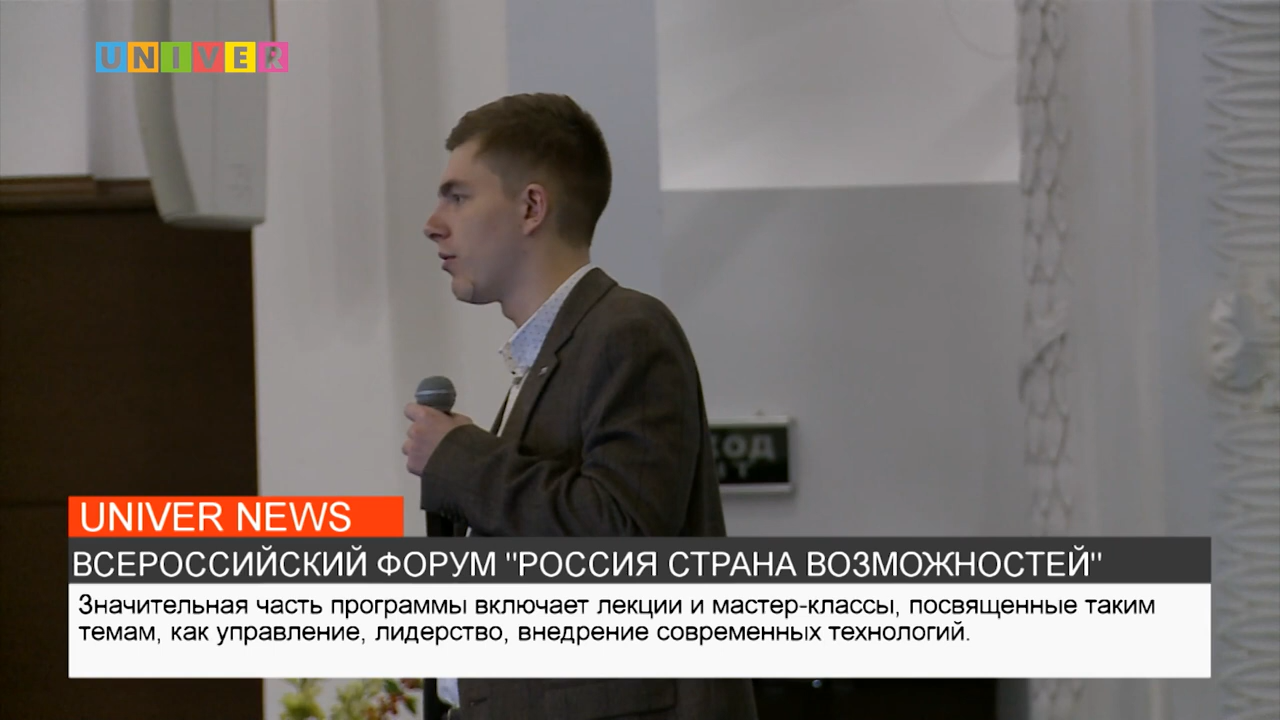 UNIVER
UNIVER NEWS
ВСЕРОССИЙСКИЙ ФОРУМ "РОССИЯ СТРАНА ВОЗМОЖНОСТЕЙ"
Значительная часть программы включает лекции и мастер-классы, посвященные таким
темам, как управление, лидерство, внедрение современных технологий.